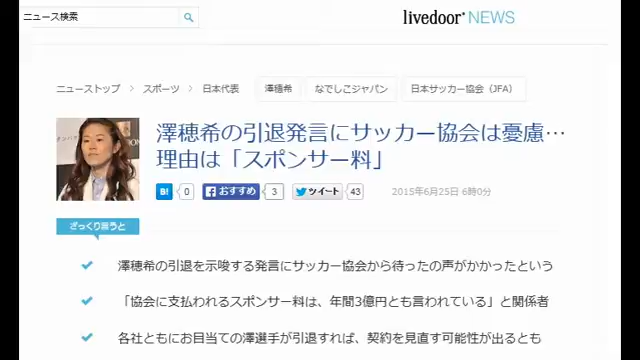 ニュース検索
livedoor NEWS
ニューストップ > スポーツ > 日本代表 澤穂希 なでしこジャパン 日本サッカー協会（JFA）
澤穂希の引退発言にサッカー協会は憂慮…
理由は「スポンサー料」
B! 0 おすすめ 3 ツイート 43 2015年6月25日 6時0分
ざっくり言うと
澤穂希の引退を示唆する発言にサッカー協会から待ったの声がかかったという
「協会に支払われるスポンサー料は、年間3億円とも言われている」と関係者
各社ともにお目当ての澤選手が引退すれば、契約を見直す可能性が出るとも